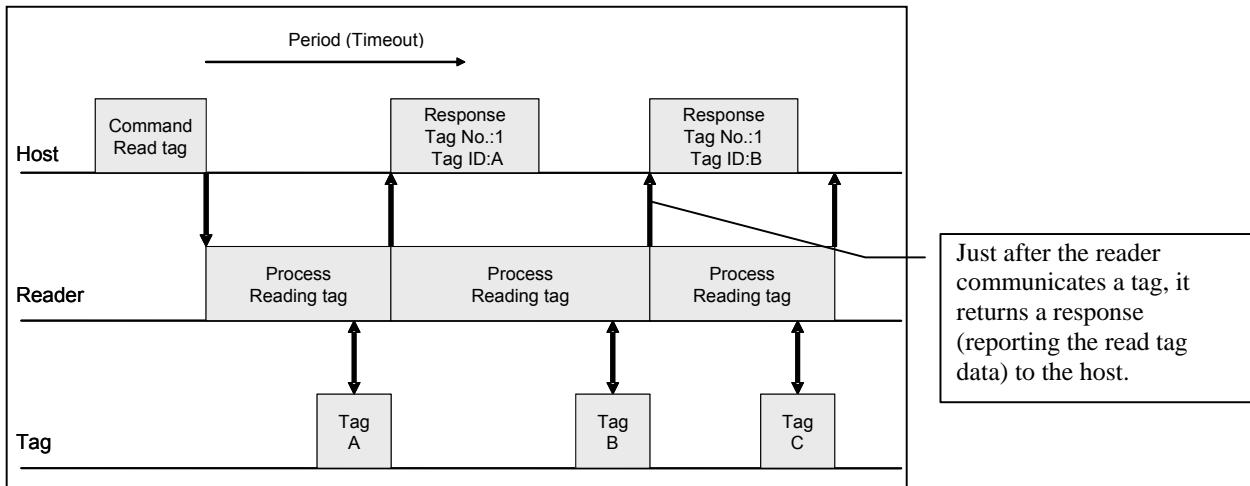 Period (Timeout)
Command
Read tag
Response
Tag No.:1
Tag ID:A
Response
Tag No.:1
Tag ID:B
Host
Process
Reading tag
Process
Reading tag
Process
Reading tag
Reader
Just after the reader
communicates a tag, it
returns a response
(reporting the read tag
data) to the host.
Tag
A
Tag
B
Tag
C
Tag